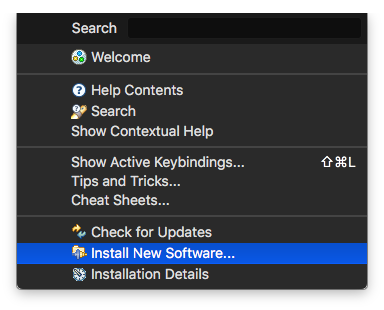 Search
Welcome
Help Contents
Search
Show Contextual Help
Show Active Keybindings... ⇧⌘L
Tips and Tricks...
Cheat Sheets...
Check for Updates
Install New Software...
Installation Details